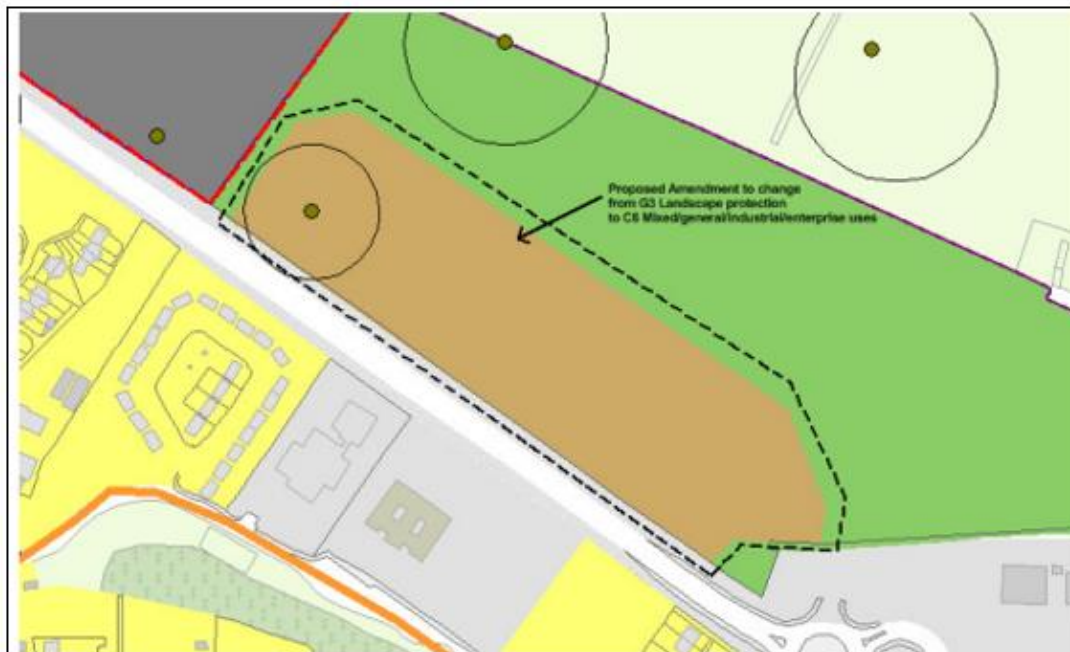 Proposed Amendment to change
from G3 Landscape protection
to C6 Mixed/general/industrial/enterprise uses